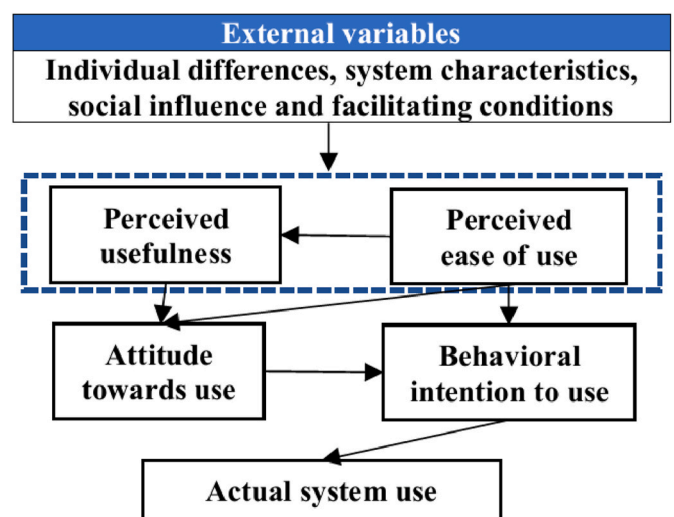 External variables
Individual differences, system characteristics,
social influence and facilitating conditions
Perceived
usefulness
Perceived
ease of use
Attitude
towards use
Behavioral
intention to use
Actual system use